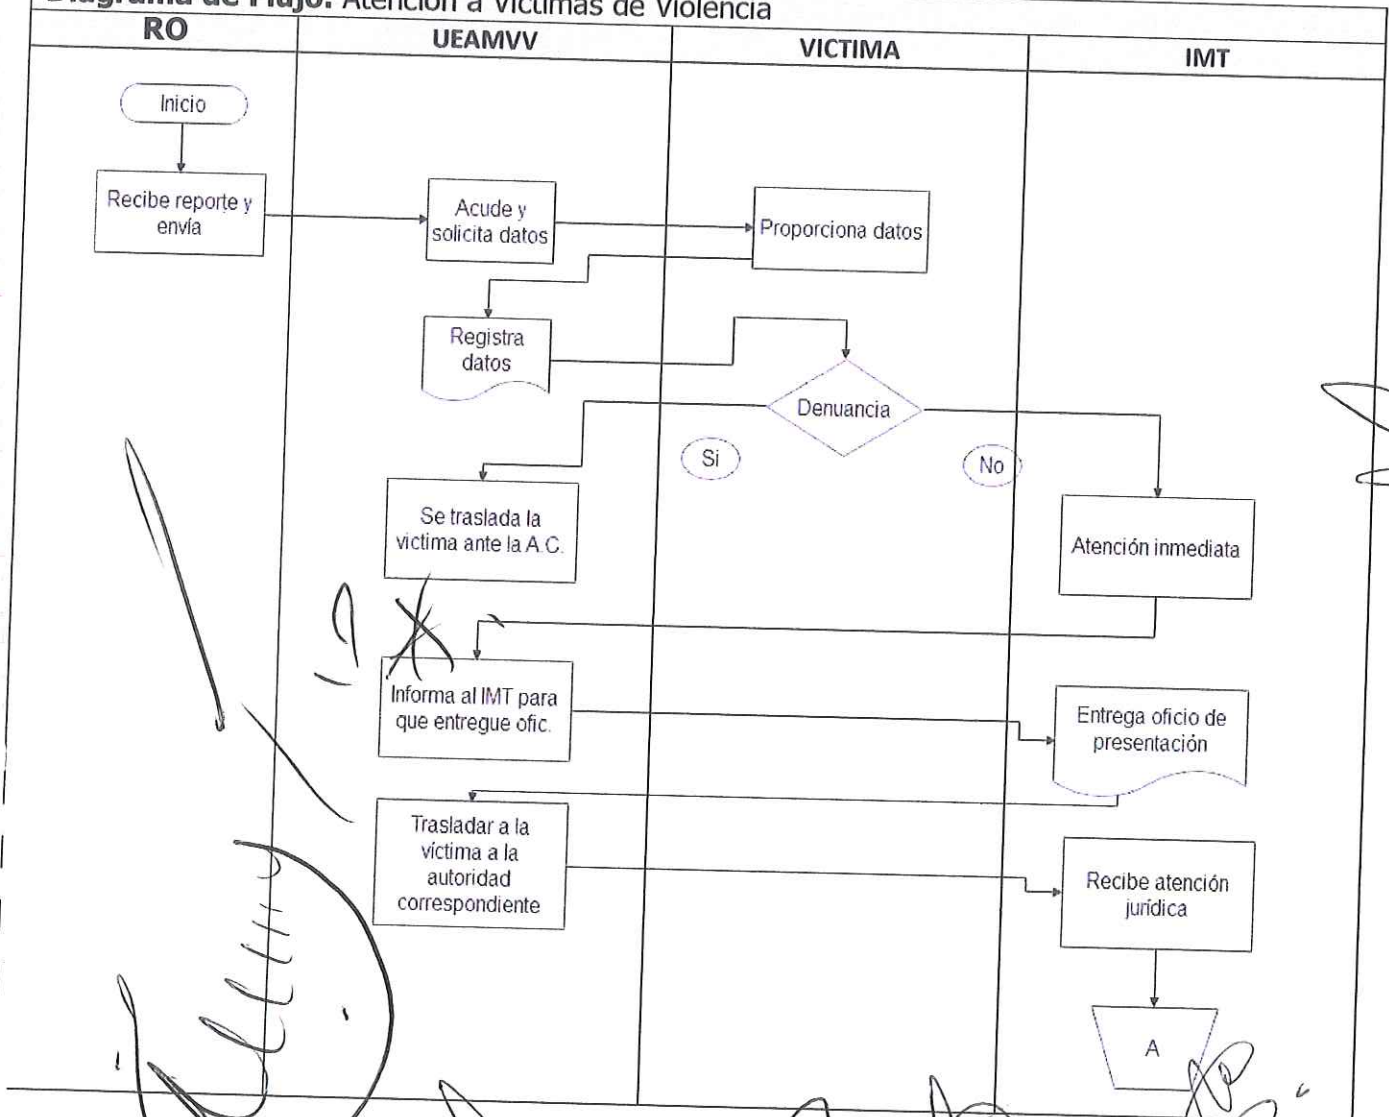 Diagrama de Flujo: Atención a Víctimas de Violencia
RO
UEAMVV
VICTIMA
IMT
Inicio
Recibe reporte y
envía
Acude y
solicita datos
Proporciona datos
Registra
datos
Denuancia
Si
No
Se traslada la
victima ante la A.C.
Atención inmediata
Informa al IMT para
que entregue ofic.
Entrega oficio de
presentación
Trasladar a la
víctima a la
autoridad
correspondiente
Recibe atención
jurídica
A